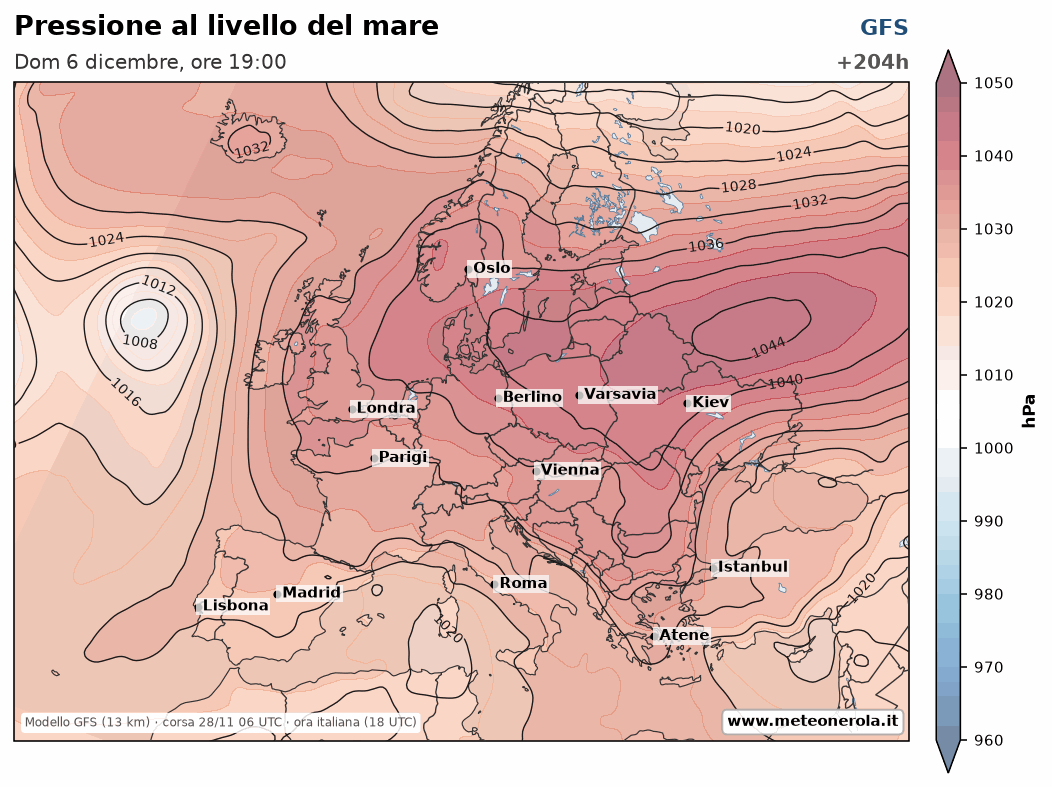 Pressione al livello del mare
GFS
Dom 6 dicembre, ore 19:00
+204h
1050
1020
1032
1024
1040
1028
1032
1024
1036
1030
Oslo
1012
1020
1008
1044
1040
1016
Berlino
Varsavia
Kiev
1010
Londra
hPa
1000
Parigi
Vienna
990
Istanbul
Roma
980
Madrid
1020
Lisbona
1020
Atene
970
Modello GFS (13 km) · corsa 28/11 06 UTC · ora italiana (18 UTC)
www.meteonerola.it
960